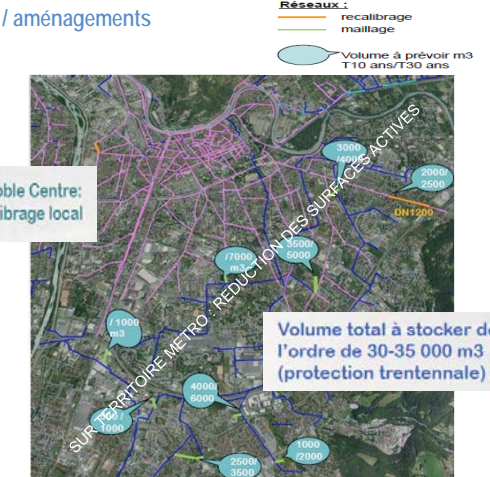 / aménagements
Réseaux :
recalibrage
maillage
Volume à prévoir m3
T10 ans/T30 ans
3000
/4000
2000/
2500
DN1200
oble Centre:
ibrage local
3500/
5000
/7000
m3
SUR TERRITOIRE METRO : REDUCTION DES SURFACES ACTIVES
/ 1000
m3
Volume total à stocker de
l'ordre de 30-35 000 m3
(protection trentennale)
4000/
6000
1000
1000
/2000
2500/
3500